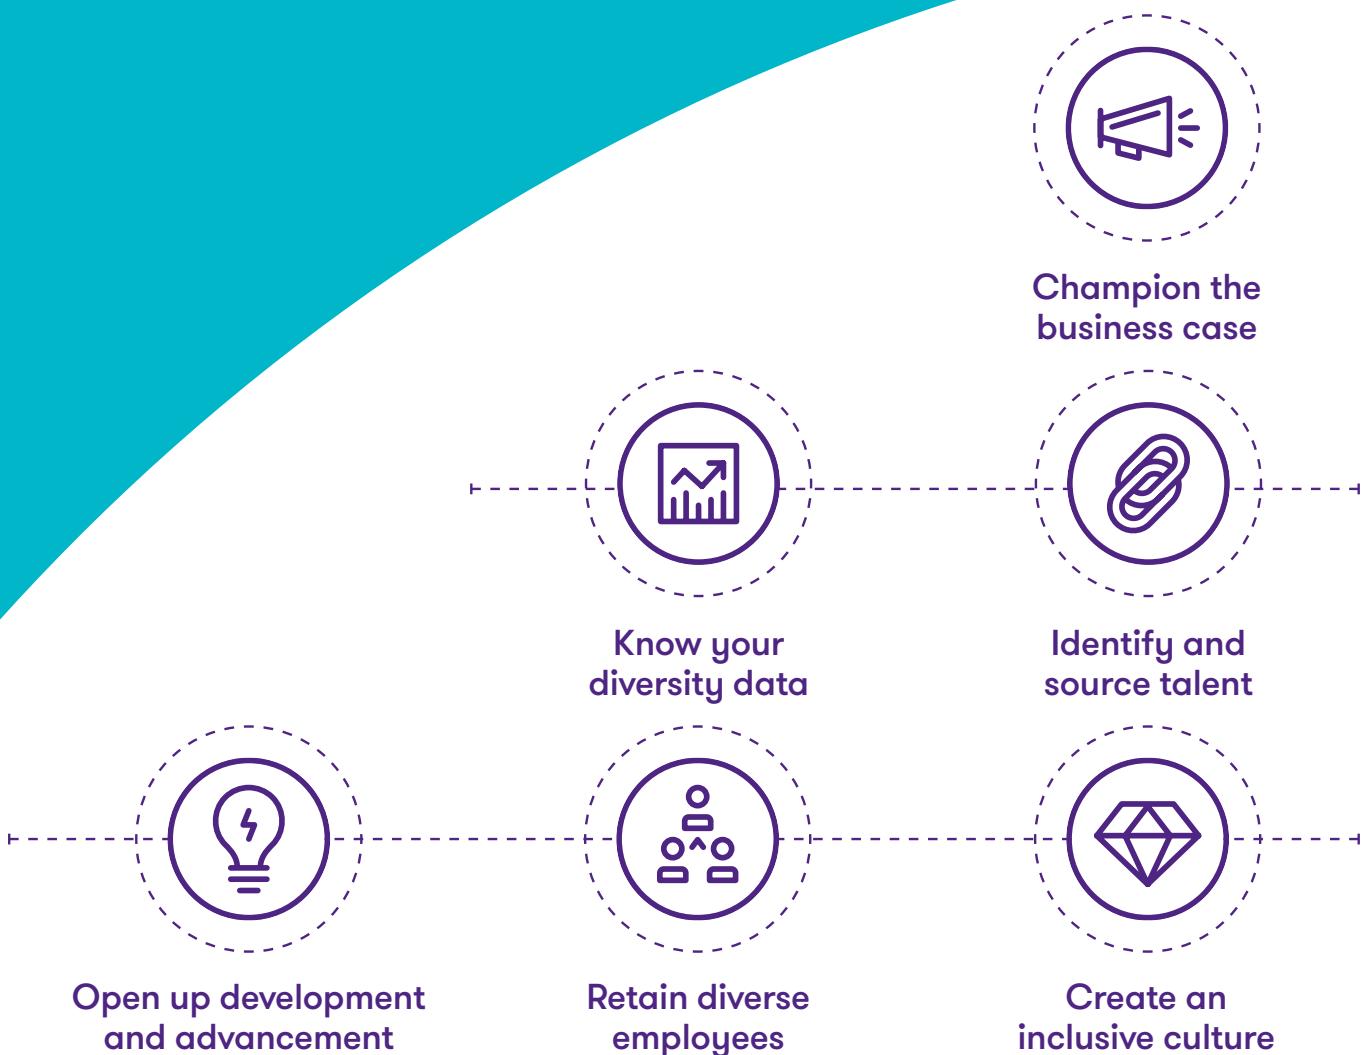 Champion the
business case
Know your
diversity data
Identify and
source talent
Open up development
and advancement
Retain diverse
employees
Create an
inclusive culture